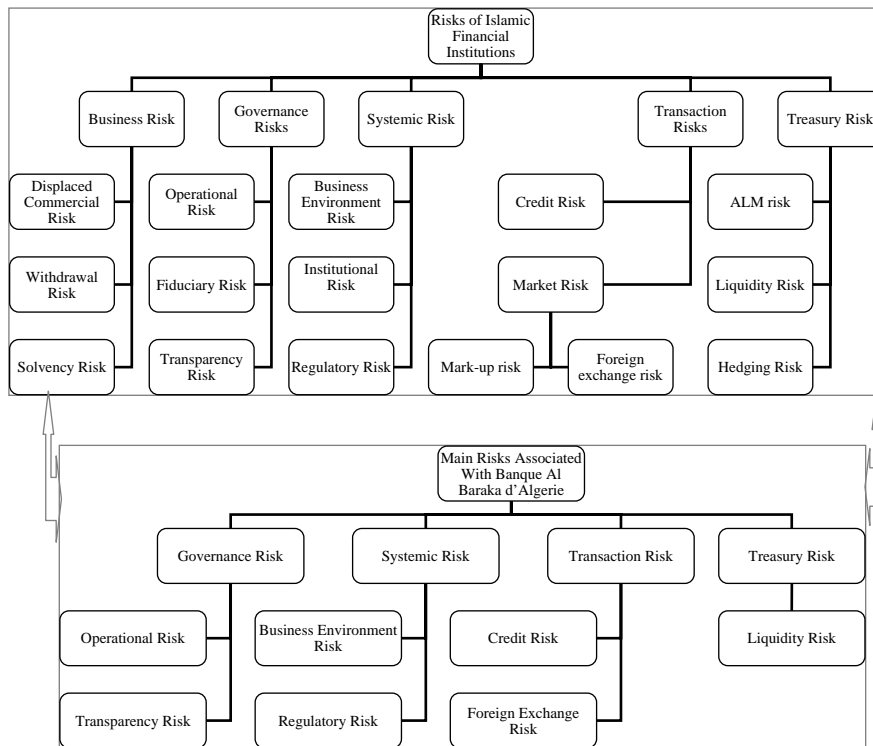 Risks of Islamic
Financial
Institutions
Business Risk
Governance
Risks
Systemic Risk
Transaction
Risks
Treasury Risk
Displaced
Commercial
Risk
Operational
Risk
Business
Environment
Risk
Credit Risk
ALM risk
Withdrawal
Risk
Fiduciary Risk
Institutional
Risk
Market Risk
Liquidity Risk
Solvency Risk
Transparency
Risk
Regulatory Risk
Mark-up risk
Foreign
exchange risk
Hedging Risk
Main Risks Associated
With Banque Al
Baraka d’Algerie
Governance Risk
Systemic Risk
Transaction Risk
Treasury Risk
Operational Risk
Business Environment
Risk
Credit Risk
Liquidity Risk
Transparency Risk
Regulatory Risk
Foreign Exchange
Risk